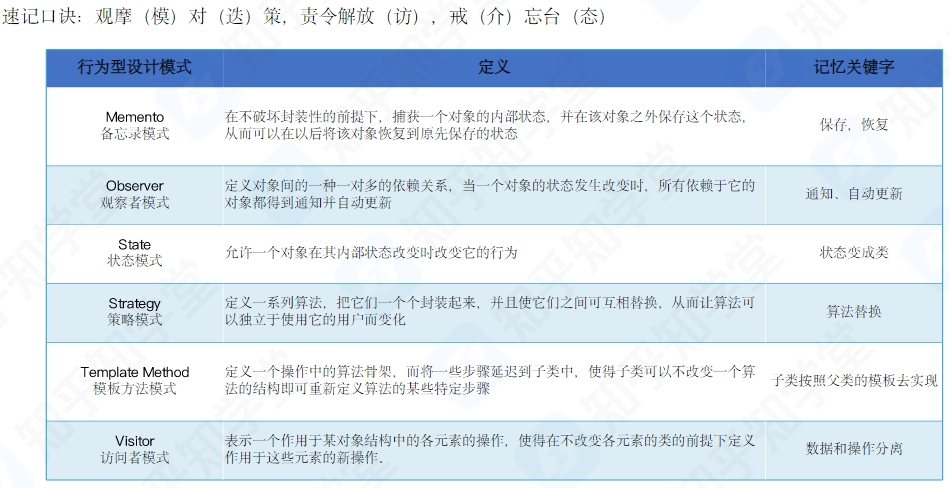 速记口诀：观摩（模）对（迭）策，责令解放（访），戒（介）忘台（态）
行为型设计模式 定义 记忆关键字
Memento
备忘录模式
在不破坏封装性的前提下，捕获一个对象的内部状态，并在该对象之外保存这个状态，
从而可以在以后将该对象恢复到原先保存的状态
保存，恢复
Observer
观察者模式
定义对象间的一种一对多的依赖关系，当一个对象的状态发生改变时，所有依赖于它的
对象都得到通知并自动更新
通知、自动更新
State
状态模式
允许一个对象在其内部状态改变时改变它的行为
状态变成类
Strategy
策略模式
定义一系列算法，把它们一个个封装起来，并且使它们之间可互相替换，从而让算法可
以独立于使用它的用户而变化
算法替换
Template Method
模板方法模式
定义一个操作中的算法骨架，而将一些步骤延迟到子类中，使得子类可以不改变一个算
法的结构即可重新定义算法的某些特定步骤
子类按照父类的模板去实现
Visitor
访问者模式
表示一个作用于某对象结构中的各元素的操作，使得在不改变各元素的类的前提下定义
作用于这些元素的新操作.
数据和操作分离
知乎学堂